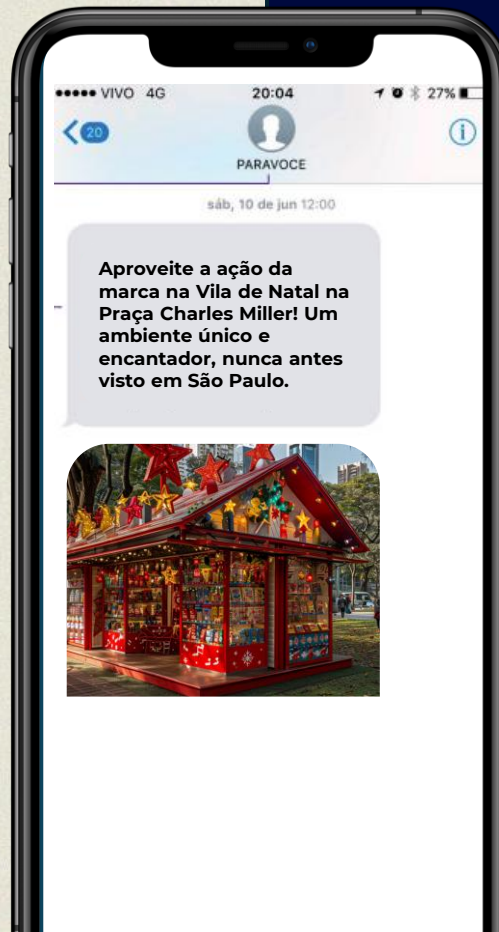 VIVO 4G 20:04 27%
20
PARAVOCE
sáb, 10 de jun 12:00
Aproveite a ação da
marca na Vila de Natal na
Praça Charles Miller! Um
ambiente único e
encantador, nunca antes
visto em São Paulo.